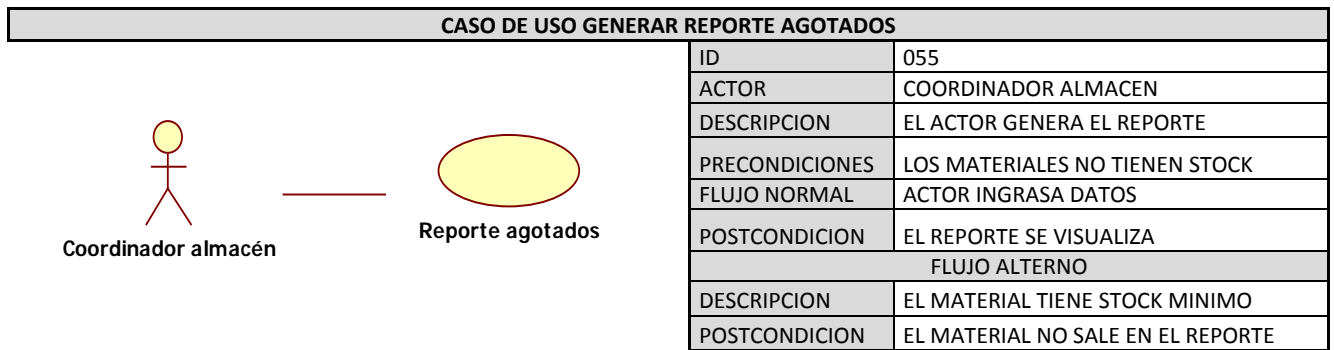 CASO DE USO GENERAR REPORTE AGOTADOS
ID 055
ACTOR COORDINADOR ALMACEN
DESCRIPCION EL ACTOR GENERA EL REPORTE
PRECONDICIONES LOS MATERIALES NO TIENEN STOCK
FLUJO NORMAL ACTOR INGRASA DATOS
POSTCONDICION EL REPORTE SE VISUALIZA
FLUJO ALTERNO
DESCRIPCION EL MATERIAL TIENE STOCK MINIMO
POSTCONDICION EL MATERIAL NO SALE EN EL REPORTE
Coordinador almacén
Reporte agotados